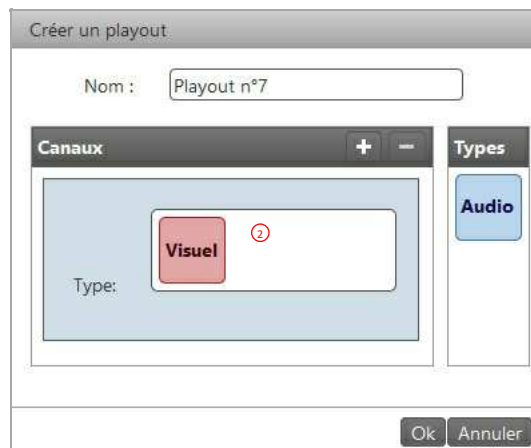 Créer un playout
Nom : Playout n°7
Canaux + − Types
Audio
Visuel 2
Type:
Ok Annuler